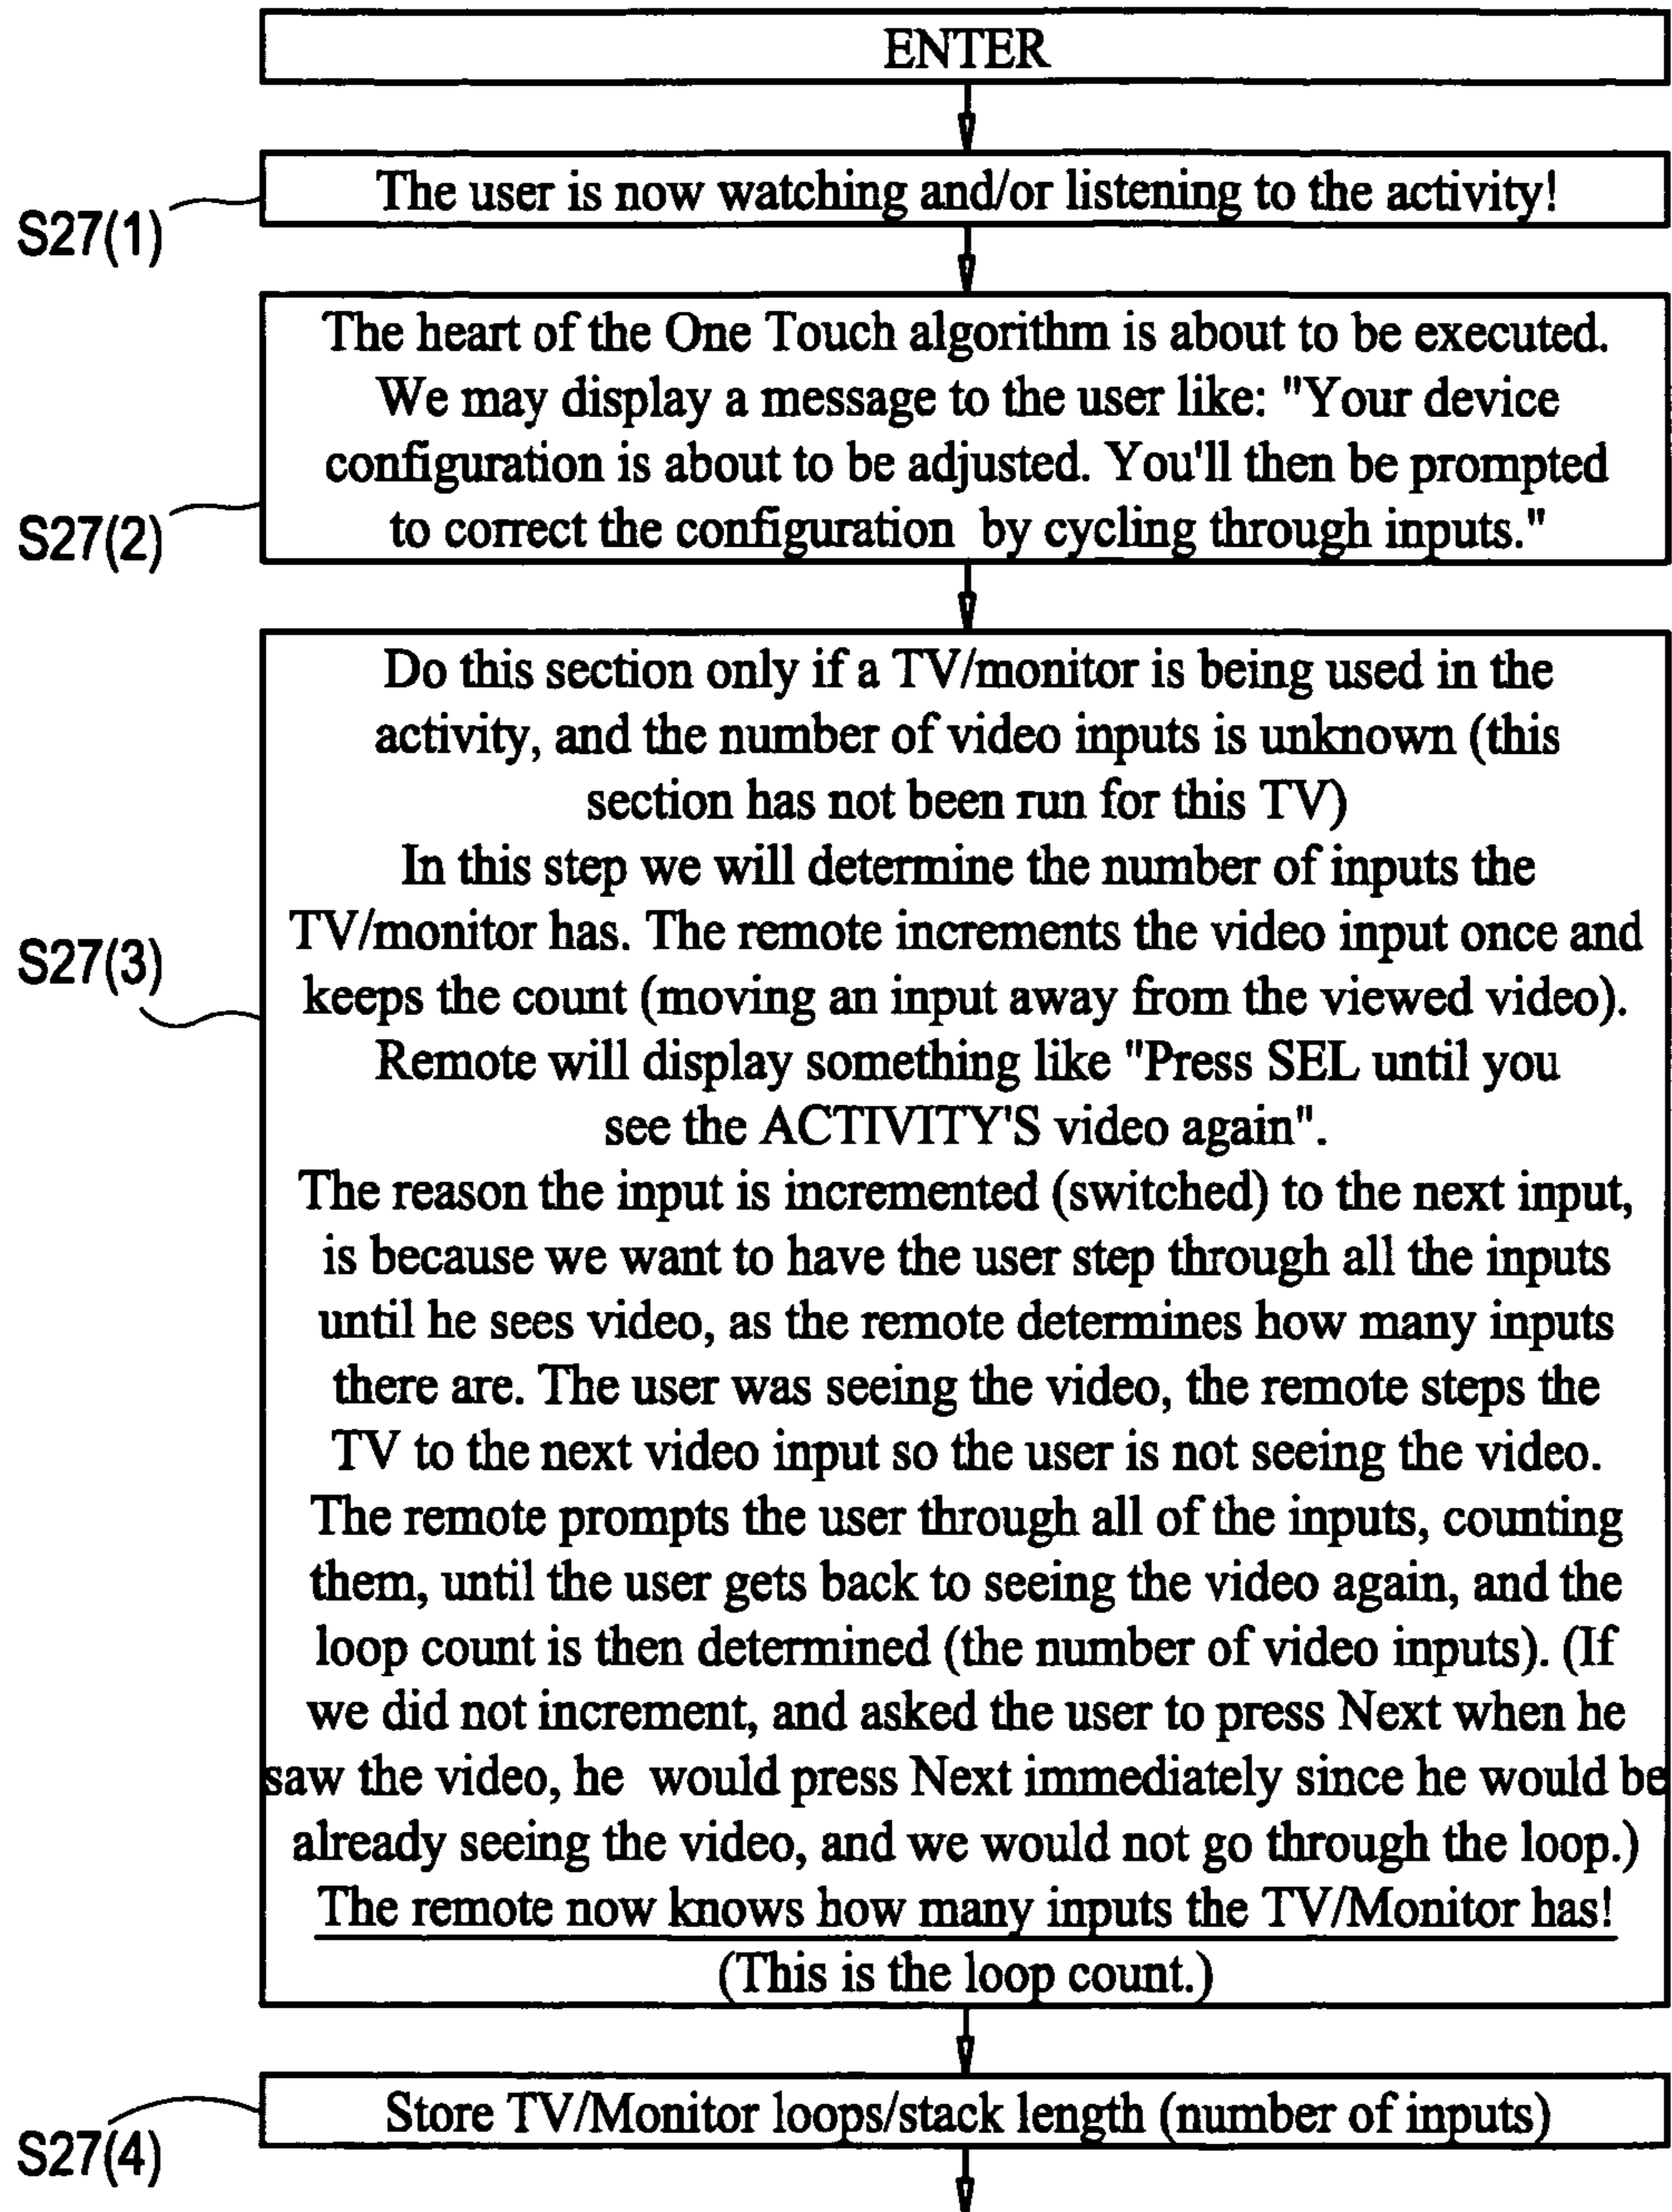 ENTER
The user is now watching and/or listening to the activity!
S27(1)
The heart of the One Touch algorithm is about to be executed.
We may display a message to the user like: "Your device
configuration is about to be adjusted. You'll then be prompted
to correct the configuration by cycling through inputs."
S27(2)
Do this section only if a TV/monitor is being used in the
activity, and the number of video inputs is unknown (this
section has not been run for this TV)
In this step we will determine the number of inputs the
TV/monitor has. The remote increments the video input once and
keeps the count (moving an input away from the viewed video).
Remote will display something like "Press SEL until you
see the ACTIVITY'S video again".
The reason the input is incremented (switched) to the next input,
is because we want to have the user step through all the inputs
until he sees video, as the remote determines how many inputs
there are. The user was seeing the video, the remote steps the
TV to the next video input so the user is not seeing the video.
The remote prompts the user through all of the inputs, counting
them, until the user gets back to seeing the video again, and the
loop count is then determined (the number of video inputs). (If
we did not increment, and asked the user to press Next when he
saw the video, he would press Next immediately since he would be
already seeing the video, and we would not go through the loop.)
The remote now knows how many inputs the TV/Monitor has!
(This is the loop count.)
S27(3)
Store TV/Monitor loops/stack length (number of inputs)
S27(4)